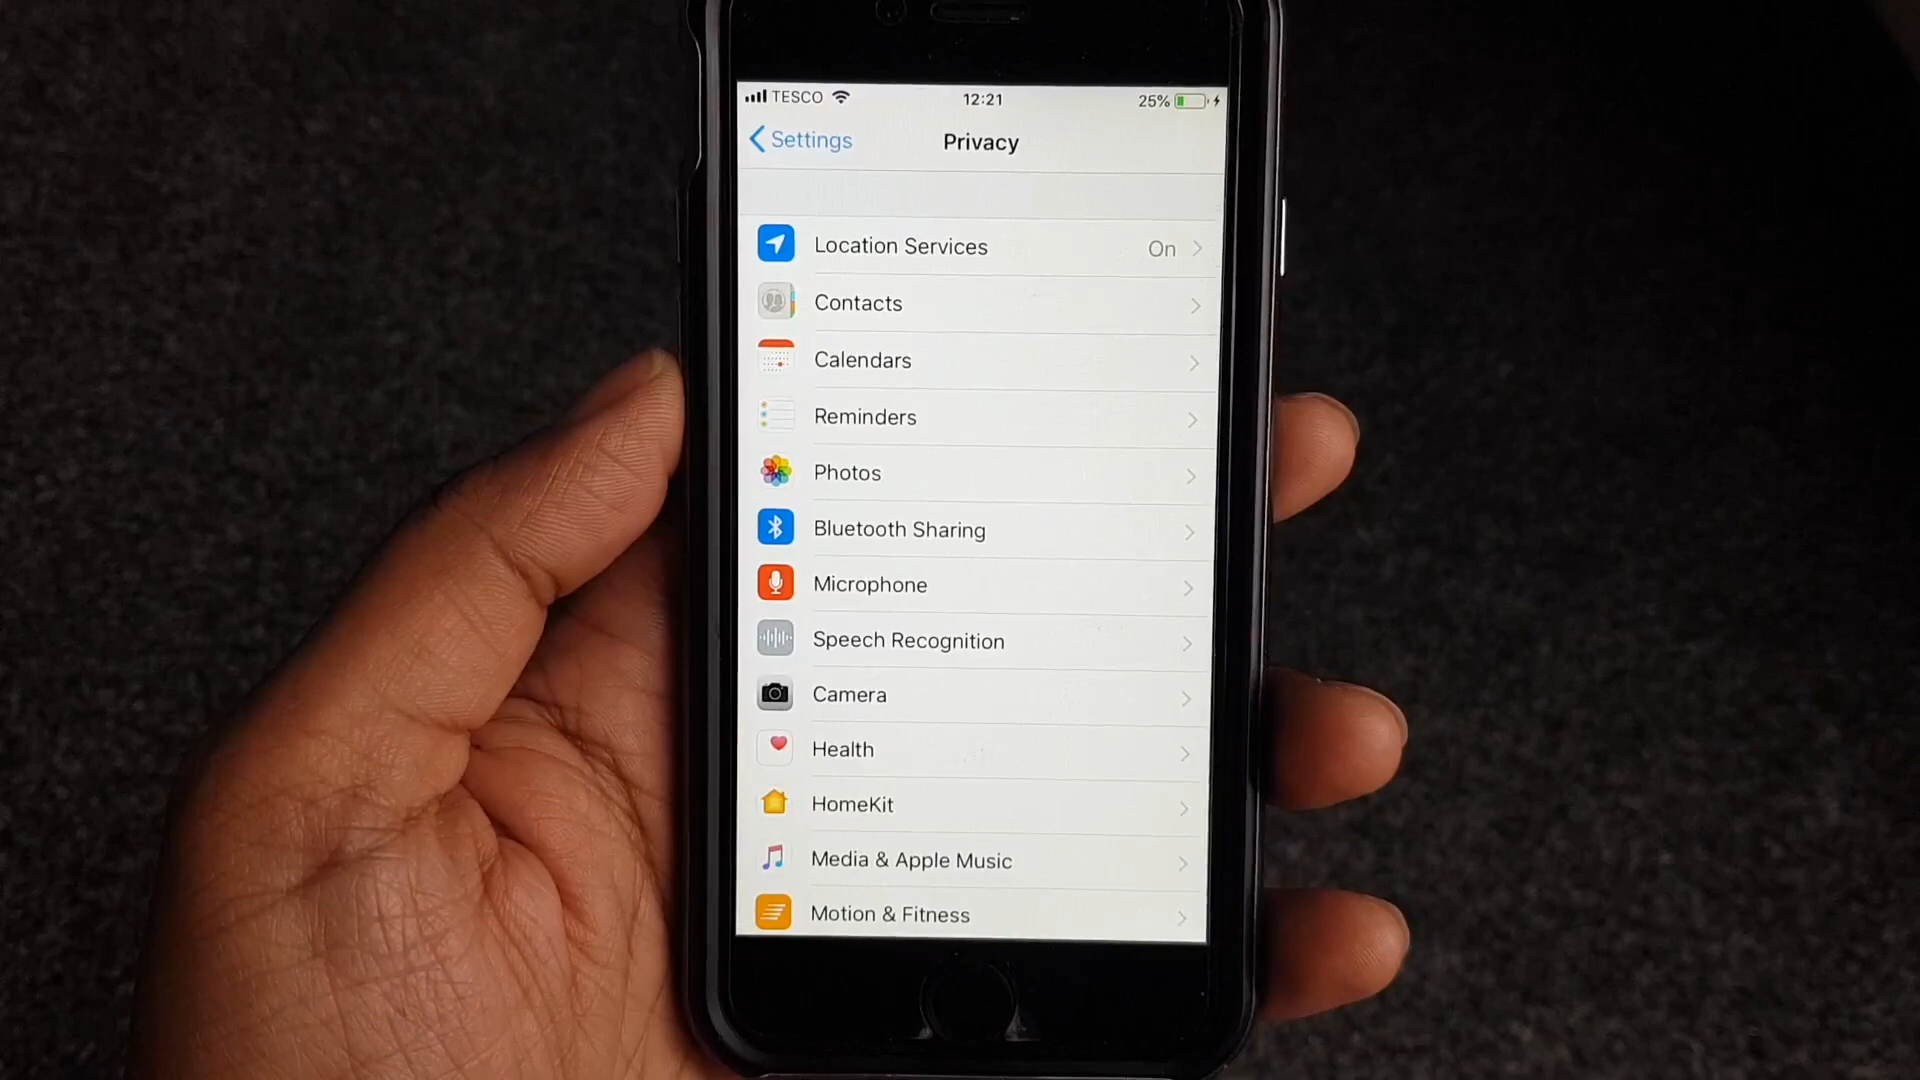 TESCO 12:21 25%
Settings Privacy
Location Services On
Contacts
Calendars
Reminders
Photos
Bluetooth Sharing
Microphone
Speech Recognition
Camera
Health
HomeKit
Media & Apple Music
Motion & Fitness